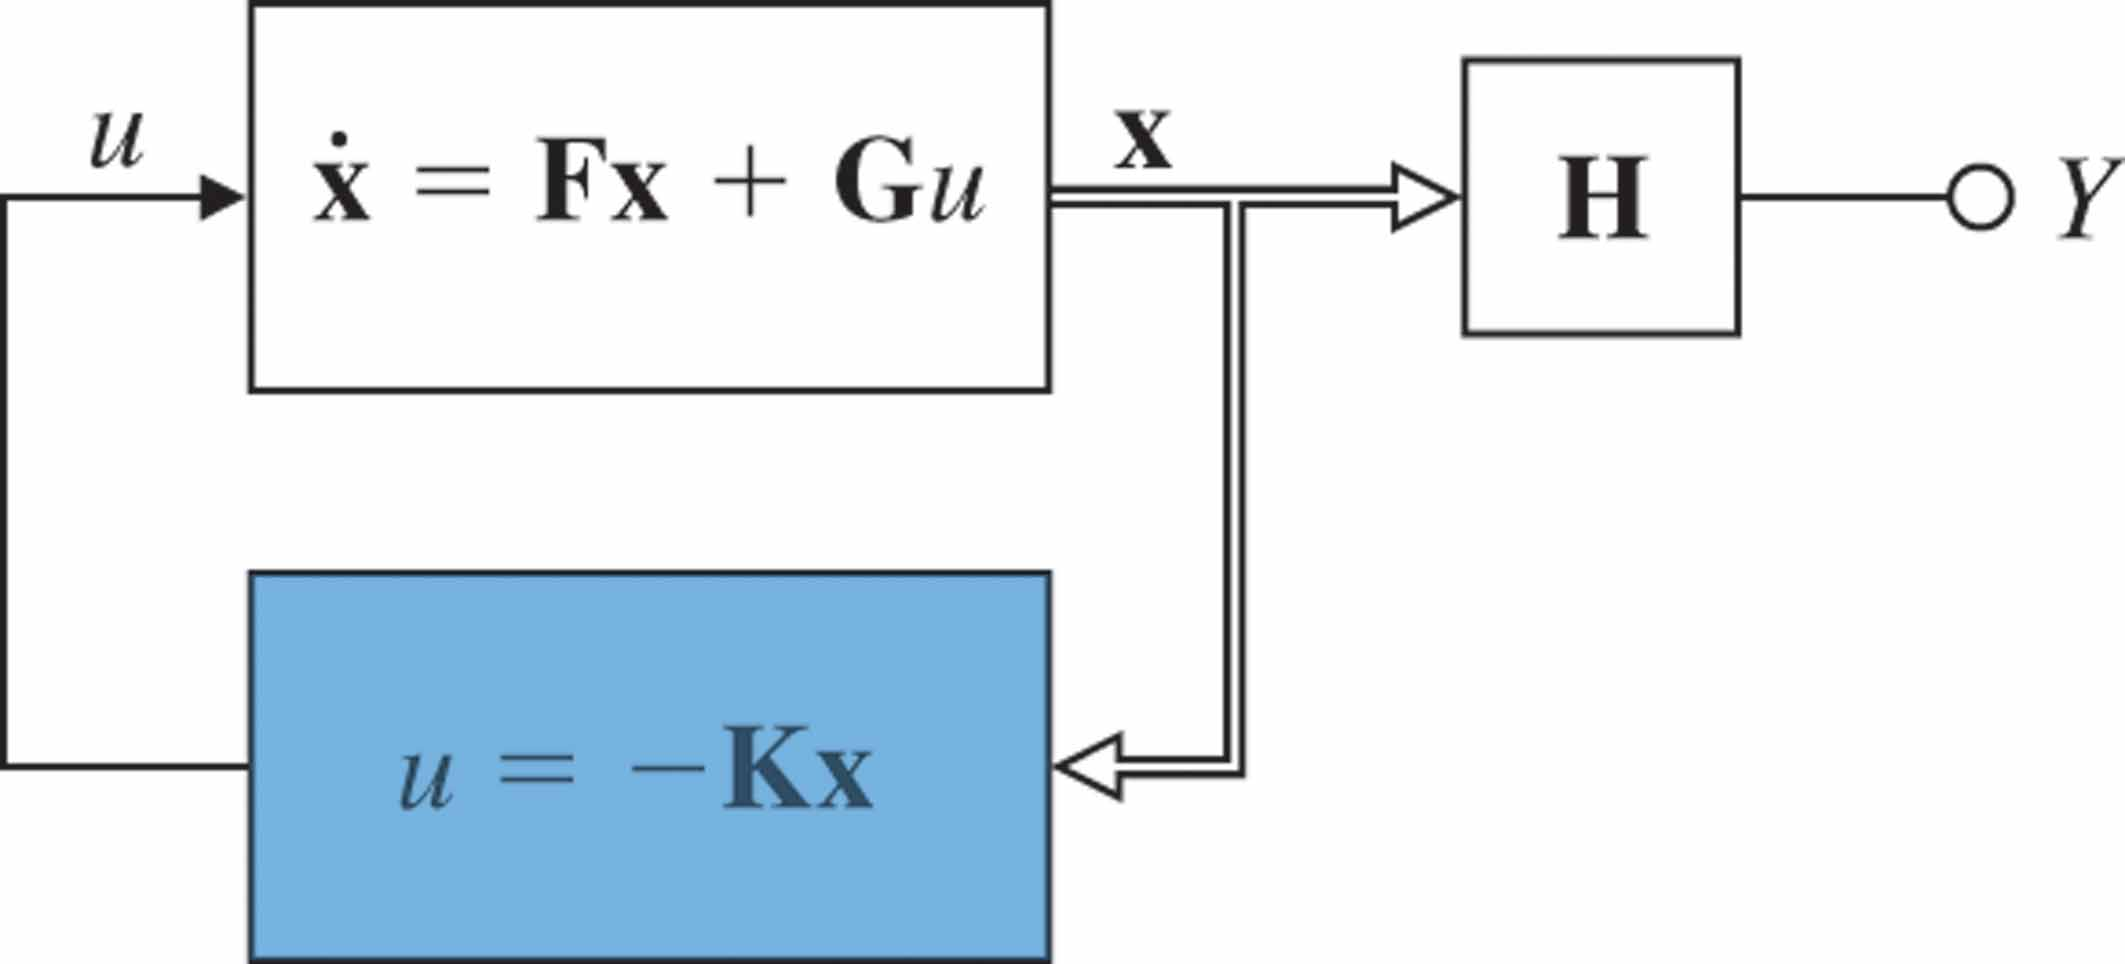 u
ẋ = Fx + Gu
x
H
Y
u = −Kx